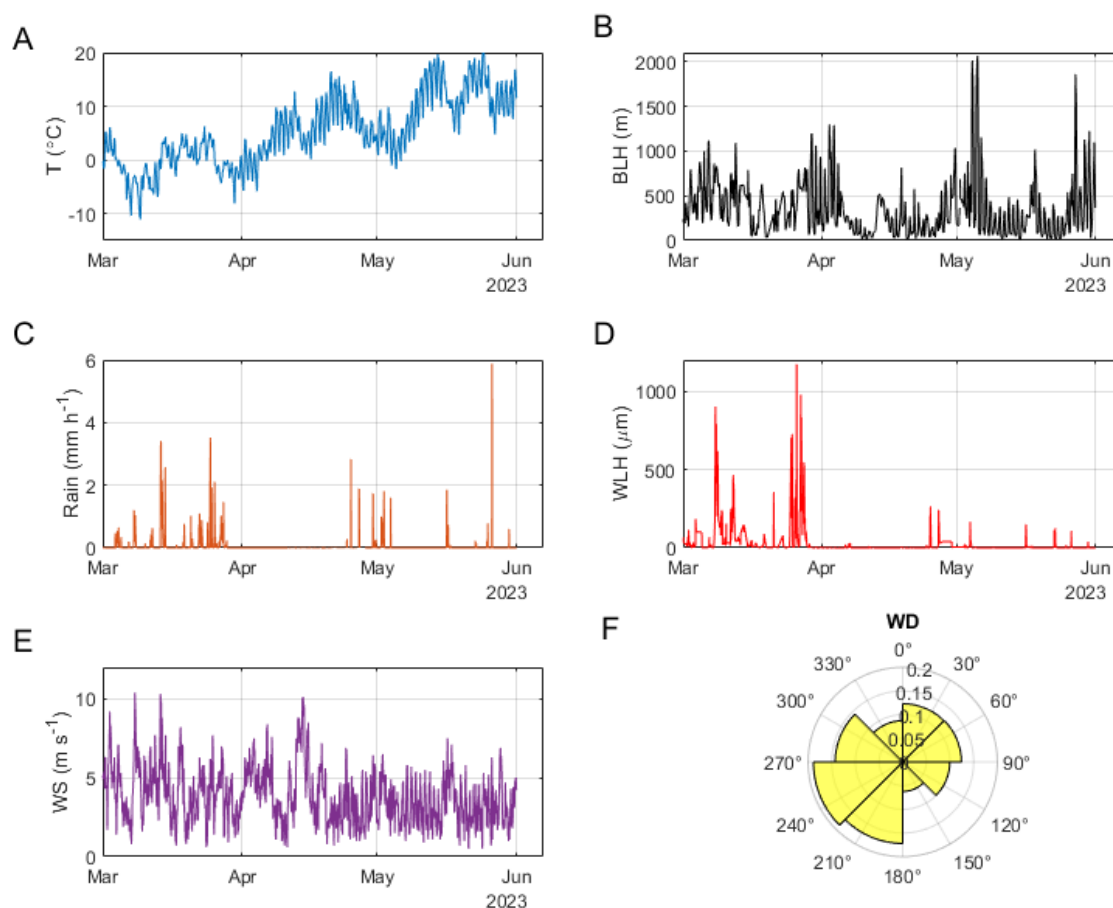 A
T (°C)
20
10
0
-10
Mar
Apr
May
Jun
2023
B
BLH (m)
2000
1500
1000
500
0
Mar
Apr
May
Jun
2023
C
Rain (mm h⁻¹)
6
4
2
0
Mar
Apr
May
Jun
2023
D
WLH (μm)
1000
500
0
Mar
Apr
May
Jun
2023
E
WS (m s⁻¹)
10
5
0
Mar
Apr
May
Jun
2023
F
WD
0°
330°
30°
0.2
0.15
300°
60°
0.1
0.05
270°
0
90°
240°
120°
210°
150°
180°